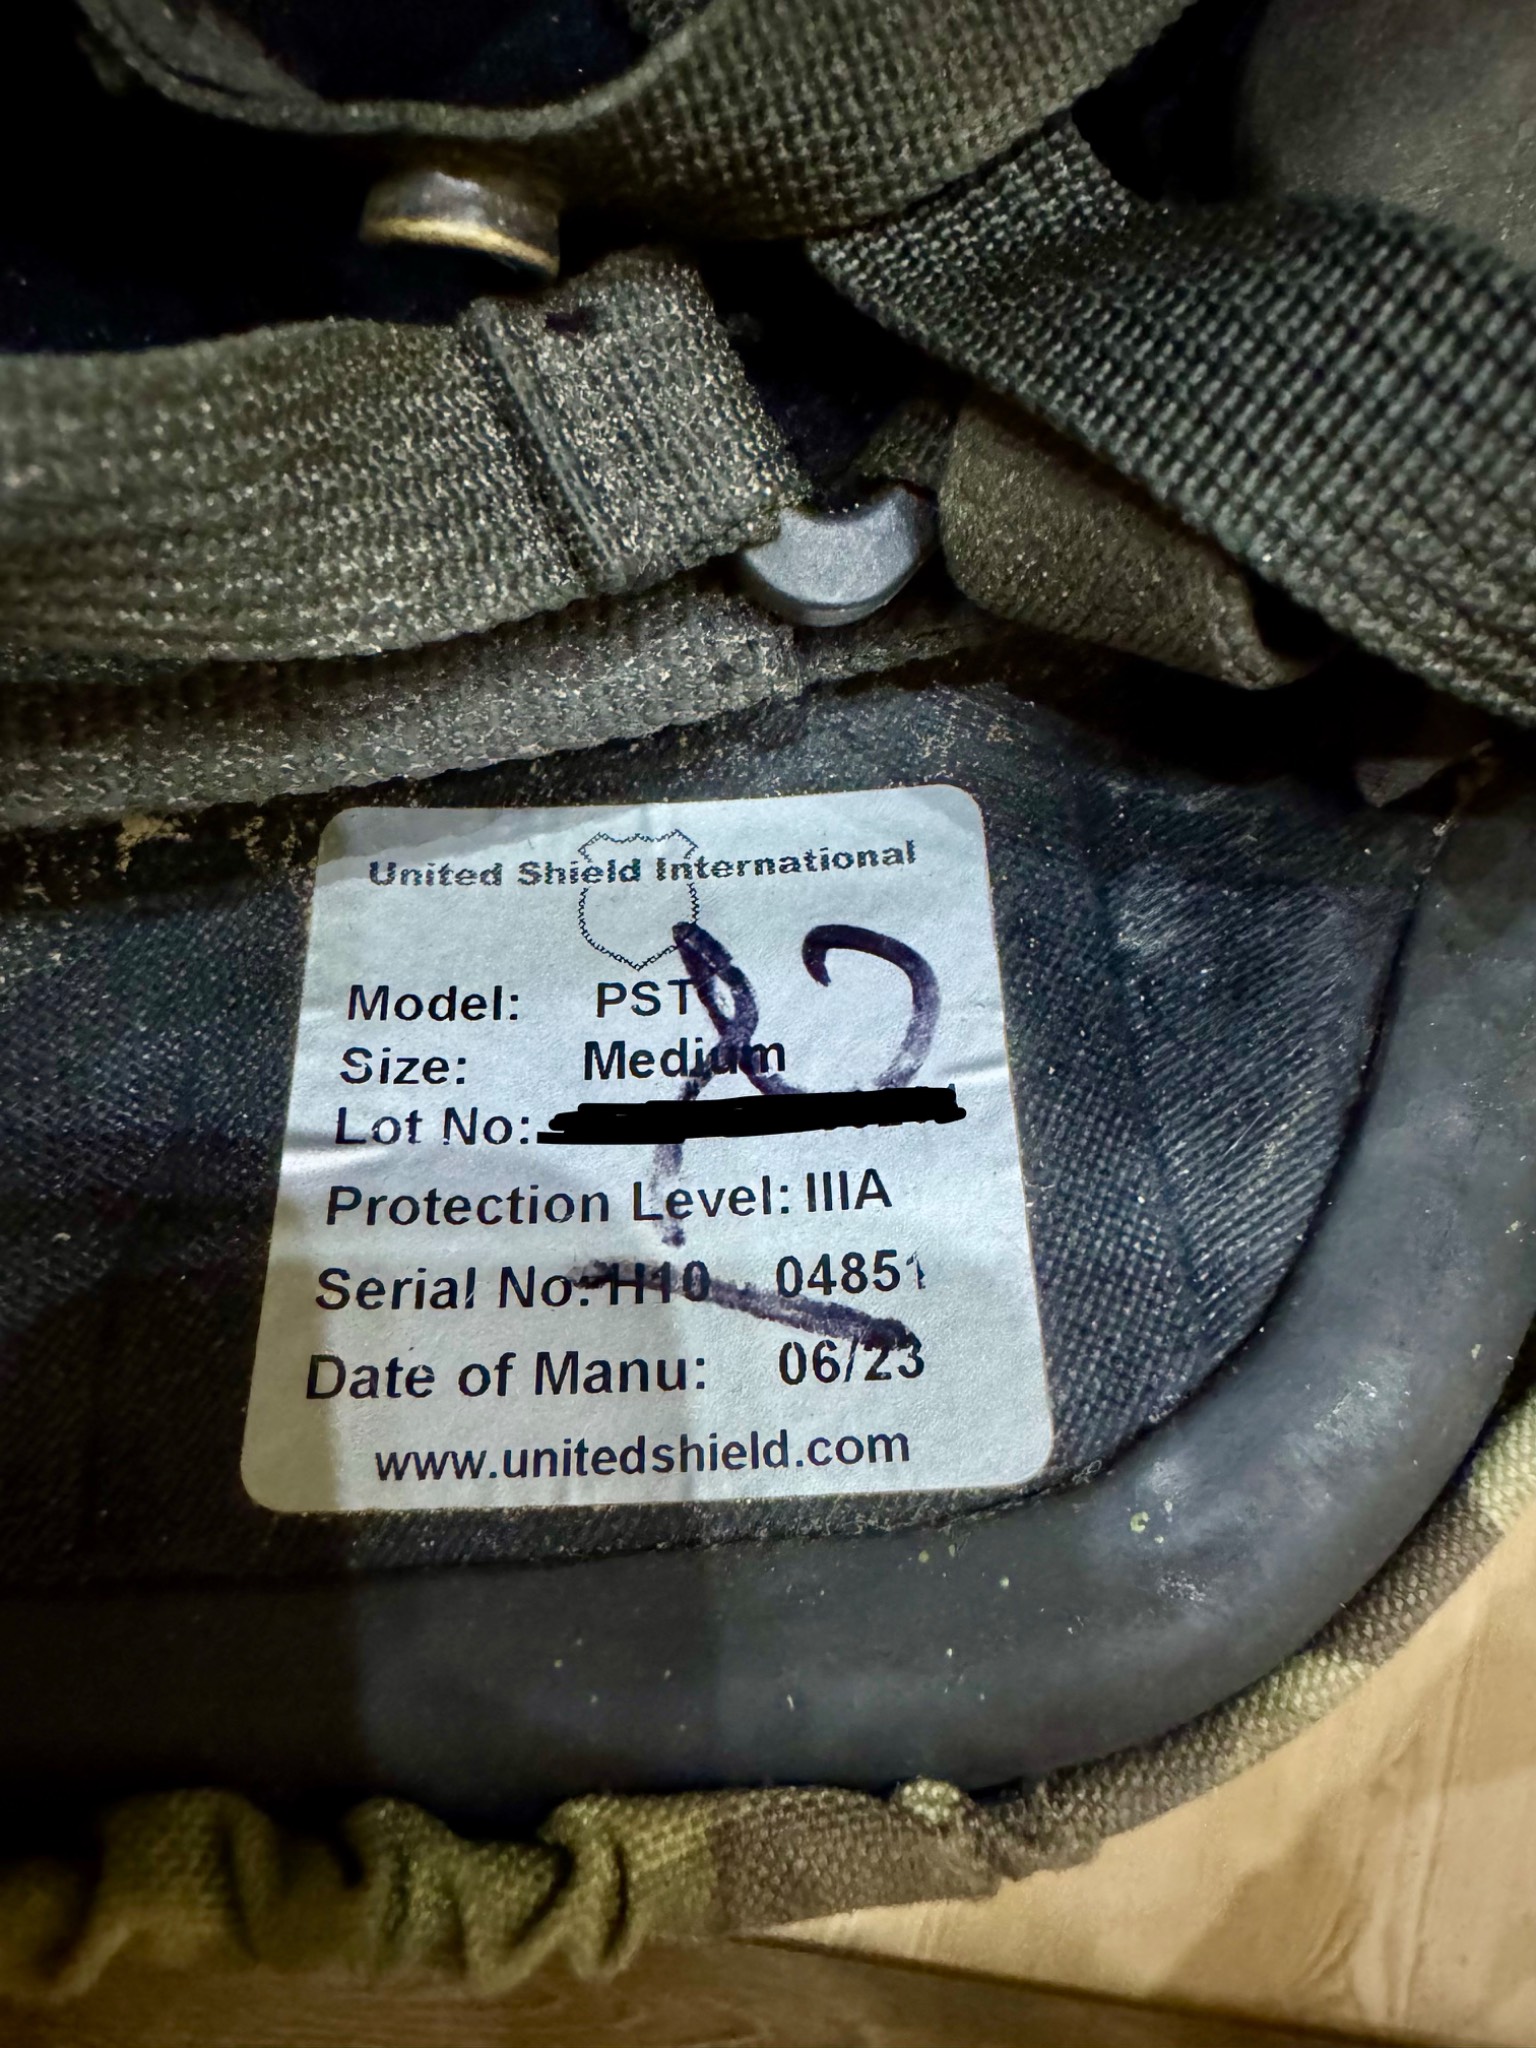 United Shield International
Model: PST
Size: Medium
Lot No:
Protection Level: IIIA
Serial No: H10 04851
Date of Manu: 06/23
www.unitedshield.com